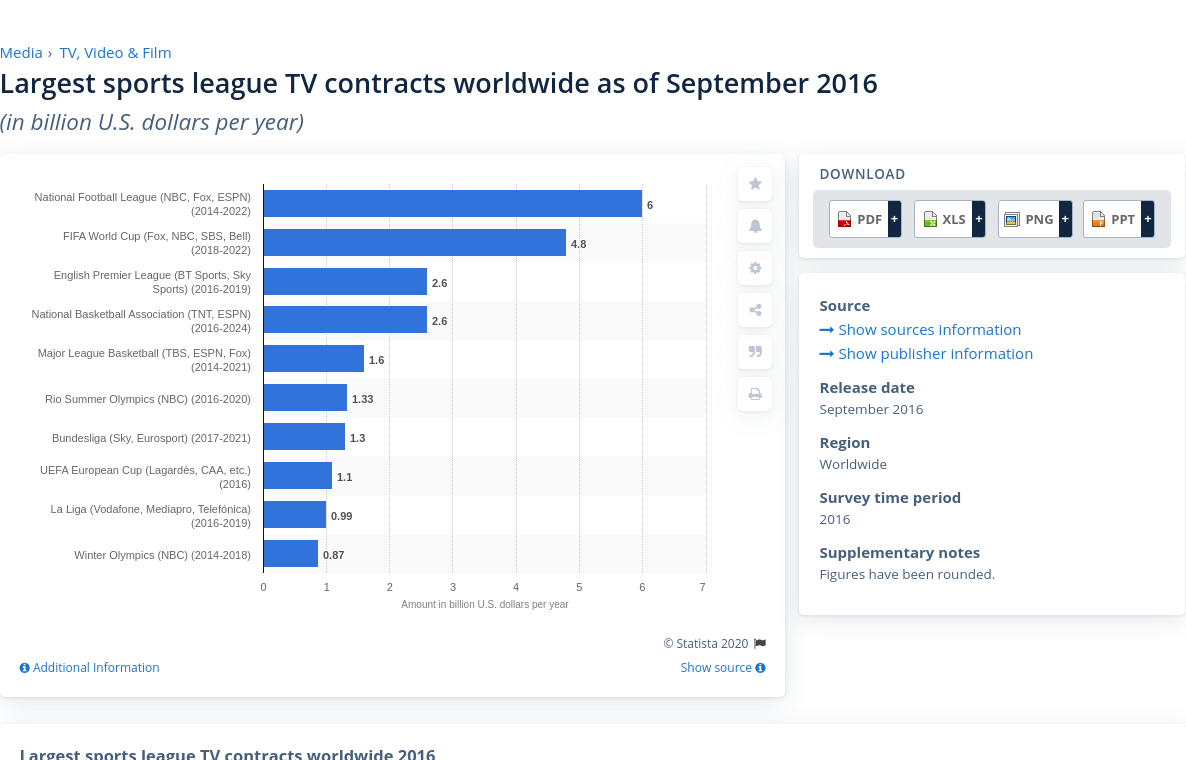 Media › TV, Video & Film
Largest sports league TV contracts worldwide as of September 2016
(in billion U.S. dollars per year)
National Football League (NBC, Fox, ESPN)
(2014-2022)
6
FIFA World Cup (Fox, NBC, SBS, Bell)
(2018-2022)
4.8
English Premier League (BT Sports, Sky
Sports) (2016-2019)
2.6
National Basketball Association (TNT, ESPN)
(2016-2024)
2.6
Major League Basketball (TBS, ESPN, Fox)
(2014-2021)
1.6
Rio Summer Olympics (NBC) (2016-2020)
1.33
Bundesliga (Sky, Eurosport) (2017-2021)
1.3
UEFA European Cup (Lagardès, CAA, etc.)
(2016)
1.1
La Liga (Vodafone, Mediapro, Telefónica)
(2016-2019)
0.99
Winter Olympics (NBC) (2014-2018)
0.87
0 1 2 3 4 5 6 7
Amount in billion U.S. dollars per year
© Statista 2020
Additional Information
Show source
DOWNLOAD
PDF + XLS + PNG + PPT +
Source
Show sources information
Show publisher information
Release date
September 2016
Region
Worldwide
Survey time period
2016
Supplementary notes
Figures have been rounded.
Largest sports league TV contracts worldwide 2016